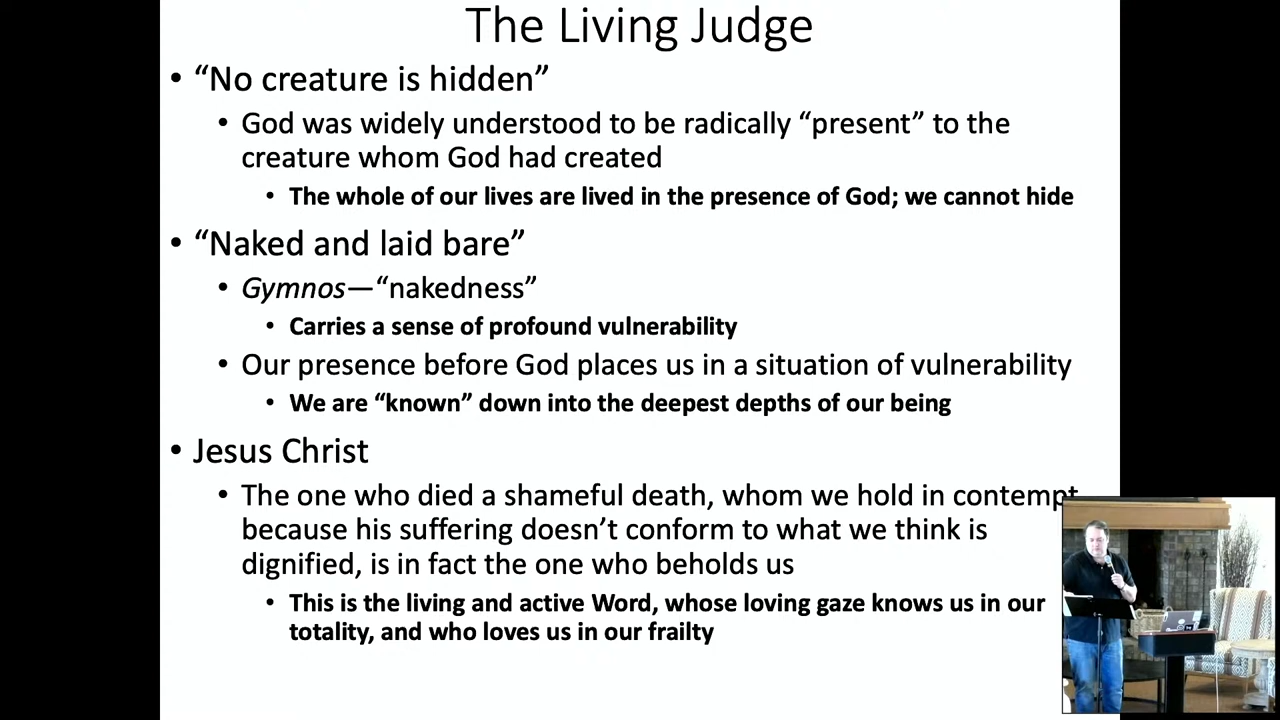 The Living Judge
• “No creature is hidden”
• God was widely understood to be radically “present” to the
creature whom God had created
• The whole of our lives are lived in the presence of God; we cannot hide
• “Naked and laid bare”
• Gymnos—“nakedness”
• Carries a sense of profound vulnerability
• Our presence before God places us in a situation of vulnerability
• We are “known” down into the deepest depths of our being
• Jesus Christ
• The one who died a shameful death, whom we hold in contempt
because his suffering doesn’t conform to what we think is
dignified, is in fact the one who beholds us
• This is the living and active Word, whose loving gaze knows us in our
totality, and who loves us in our frailty